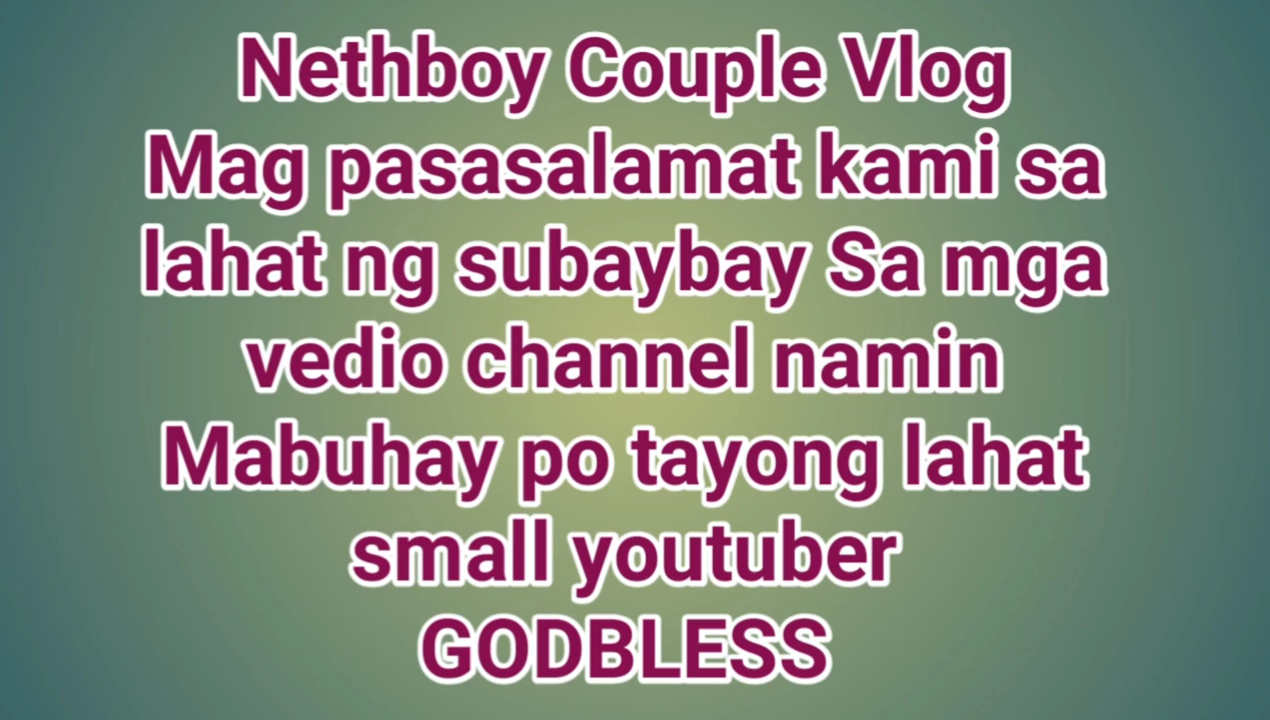 Nethboy Couple Vlog
Mag pasasalamat kami sa
lahat ng subaybay Sa mga
vedio channel namin
Mabuhay po tayong lahat
small youtuber
GODBLESS